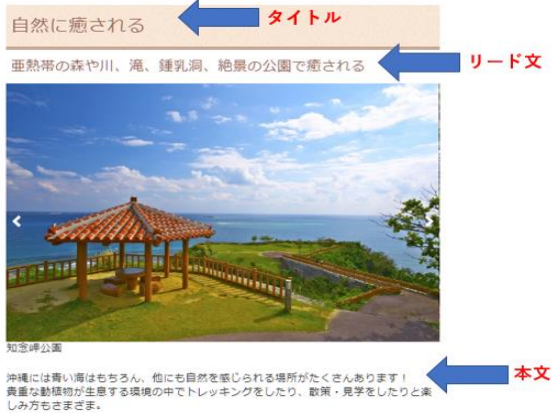 自然に癒される
タイトル
亜熱帯の森や川、滝、鍾乳洞、絶景の公園で癒される
リード文
知念岬公園
沖縄には青い海はもちろん、他にも自然を感じられる場所がたくさんあります！
本文
貴重な動植物が生息する環境の中でトレッキングをしたり、散策・見学をしたりと楽
しみ方もさまざま。